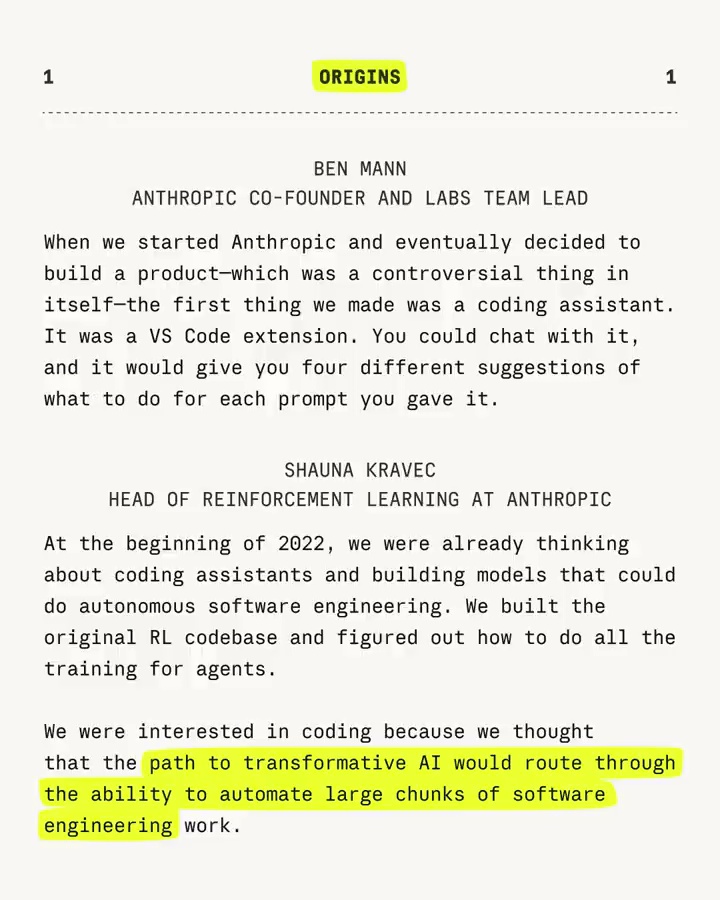 1 ORIGINS 1
BEN MANN
ANTHROPIC CO-FOUNDER AND LABS TEAM LEAD
When we started Anthropic and eventually decided to
build a product—which was a controversial thing in
itself—the first thing we made was a coding assistant.
It was a VS Code extension. You could chat with it,
and it would give you four different suggestions of
what to do for each prompt you gave it.
SHAUNA KRAVEC
HEAD OF REINFORCEMENT LEARNING AT ANTHROPIC
At the beginning of 2022, we were already thinking
about coding assistants and building models that could
do autonomous software engineering. We built the
original RL codebase and figured out how to do all the
training for agents.
We were interested in coding because we thought
that the path to transformative AI would route through
the ability to automate large chunks of software
engineering work.